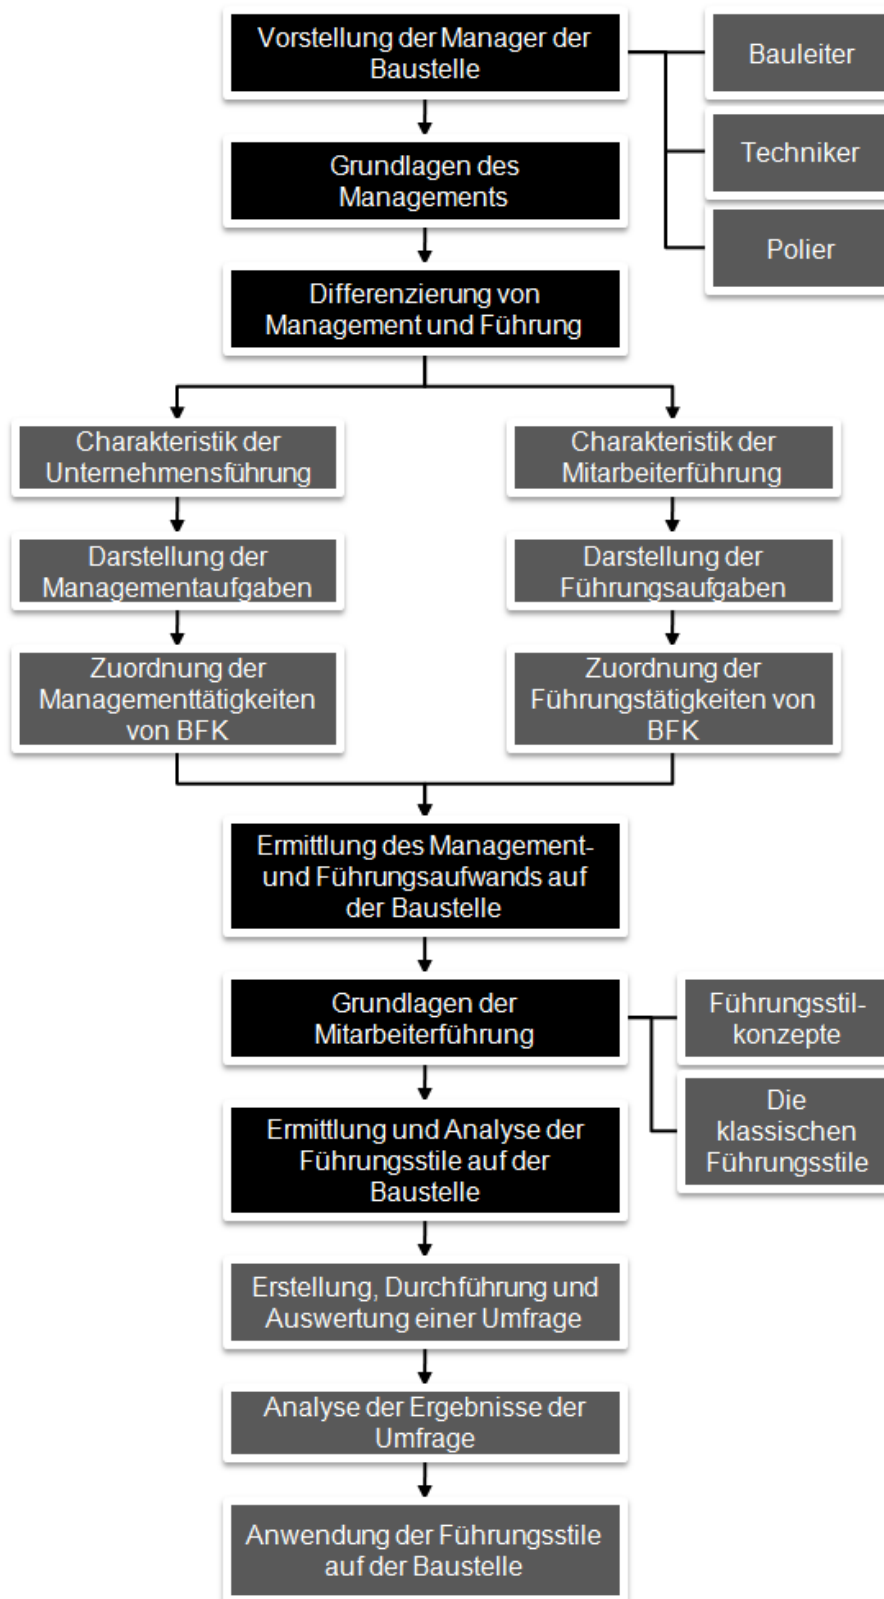 Vorstellung der Manager der
Baustelle
Bauleiter
Techniker
Polier
Grundlagen des
Managements
Differenzierung von
Management und Führung
Charakteristik der
Unternehmensführung
Darstellung der
Managementaufgaben
Zuordnung der
Managementtätigkeiten
von BFK
Charakteristik der
Mitarbeiterführung
Darstellung der
Führungsaufgaben
Zuordnung der
Führungstätigkeiten von
BFK
Ermittlung des Management-
und Führungsaufwands auf
der Baustelle
Grundlagen der
Mitarbeiterführung
Führungsstil-
konzepte
Die
klassischen
Führungsstile
Ermittlung und Analyse der
Führungsstile auf der
Baustelle
Erstellung, Durchführung und
Auswertung einer Umfrage
Analyse der Ergebnisse der
Umfrage
Anwendung der Führungsstile
auf der Baustelle